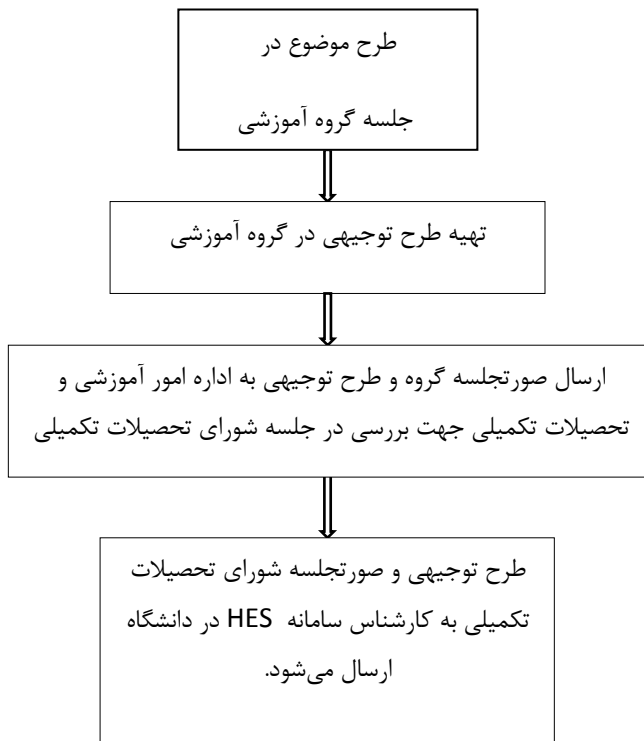 طرح موضوع در
جلسه گروه آموزشی
تهیه طرح توجیهی در گروه آموزشی
ارسال صورتجلسه گروه و طرح توجیهی به اداره امور آموزشی و
تحصیلات تکمیلی جهت بررسی در جلسه شورای تحصیلات تکمیلی
طرح توجیهی و صورتجلسه شورای تحصیلات
تکمیلی به کارشناس سامانه HES در دانشگاه
ارسال می‌شود.